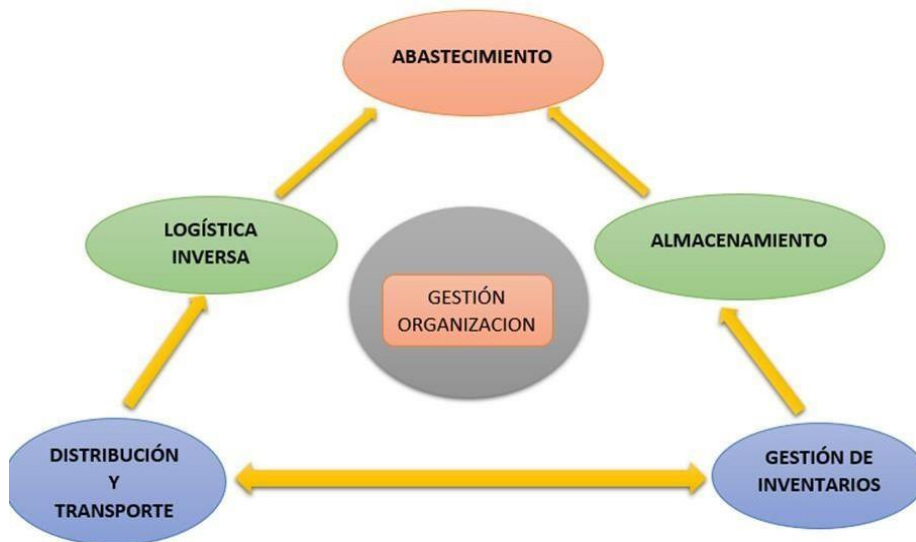 ABASTECIMIENTO
LOGÍSTICA
INVERSA
ALMACENAMIENTO
GESTIÓN
ORGANIZACION
DISTRIBUCIÓN
Y
TRANSPORTE
GESTIÓN DE
INVENTARIOS